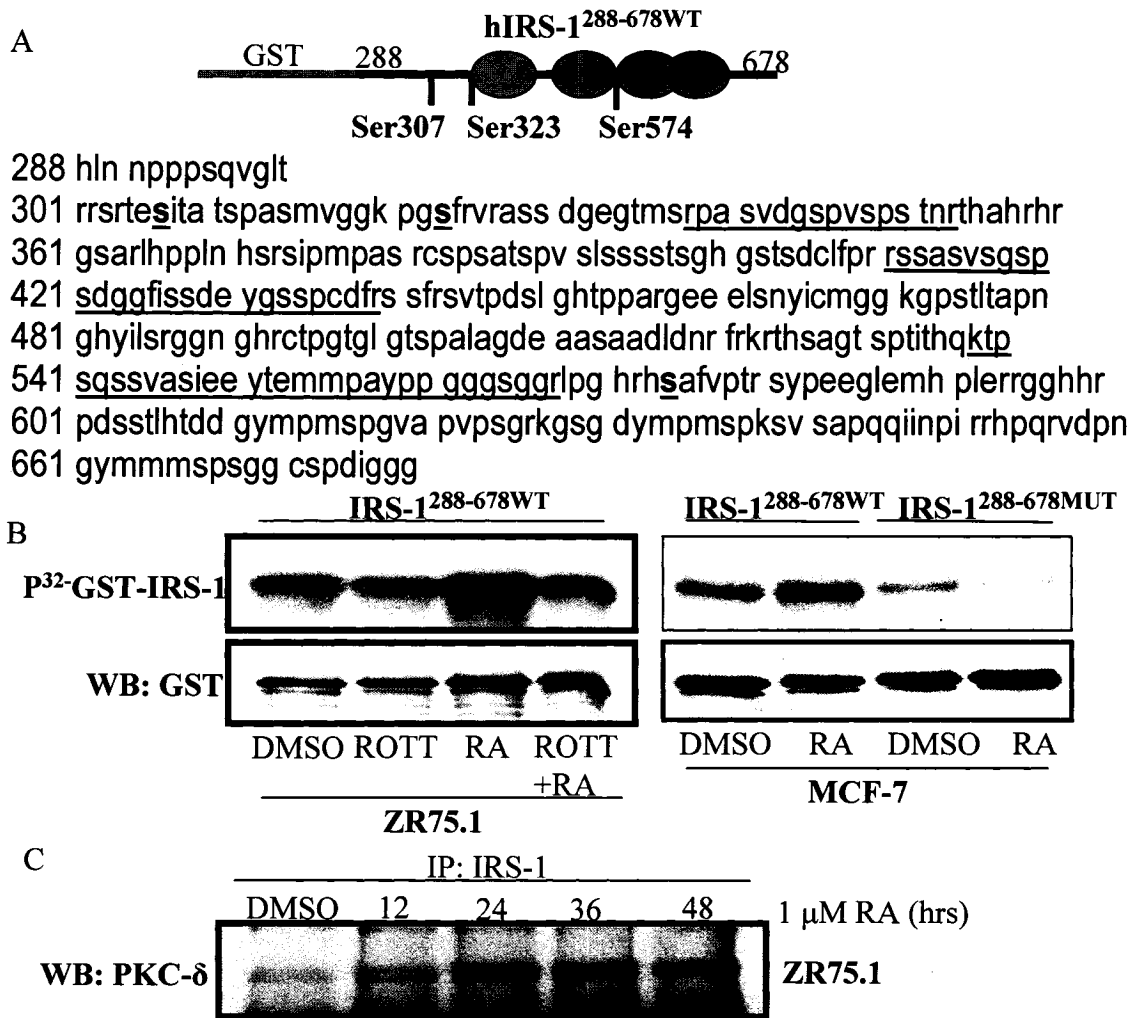 A
hIRS-1288-678WT
GST 288 678
Ser307 Ser323 Ser574
288 hln npppsqvglt
301 rrsrtesita tspasmvggk pgsfrvrass dgegtmsrpa svdgspvsps tnrthahrhr
361 gsarlhppln hsrsipmpas rcspsatspv slssssstsgh gstsdclfpr rssasvsgsp
421 sdggfissde ygsspcdfrs sfrsvtpdsl ghtppargee elsnyicmgg kgpstltapn
481 ghyilsrggn ghrctpgtgl gtspalagde aasaadldnr frkrthsagt sptithqktp
541 sqssvasiee ytemmpaypp gggsggrlpg hrhsafvptr sypeeglemh plerrgghhr
601 pdsstlhtdd gympmspgva pvpsgrkgsg dympmspksv sapqqiinpi rrhpqrvdpn
661 gymmmspsgg cspdiggg
B
IRS-1288-678WT IRS-1288-678WT IRS-1288-678MUT
P32-GST-IRS-1
WB: GST
DMSO ROTT RA ROTT +RA DMSO RA DMSO RA
ZR75.1 MCF-7
C
IP: IRS-1
DMSO 12 24 36 48 1 µM RA (hrs)
WB: PKC-δ ZR75.1